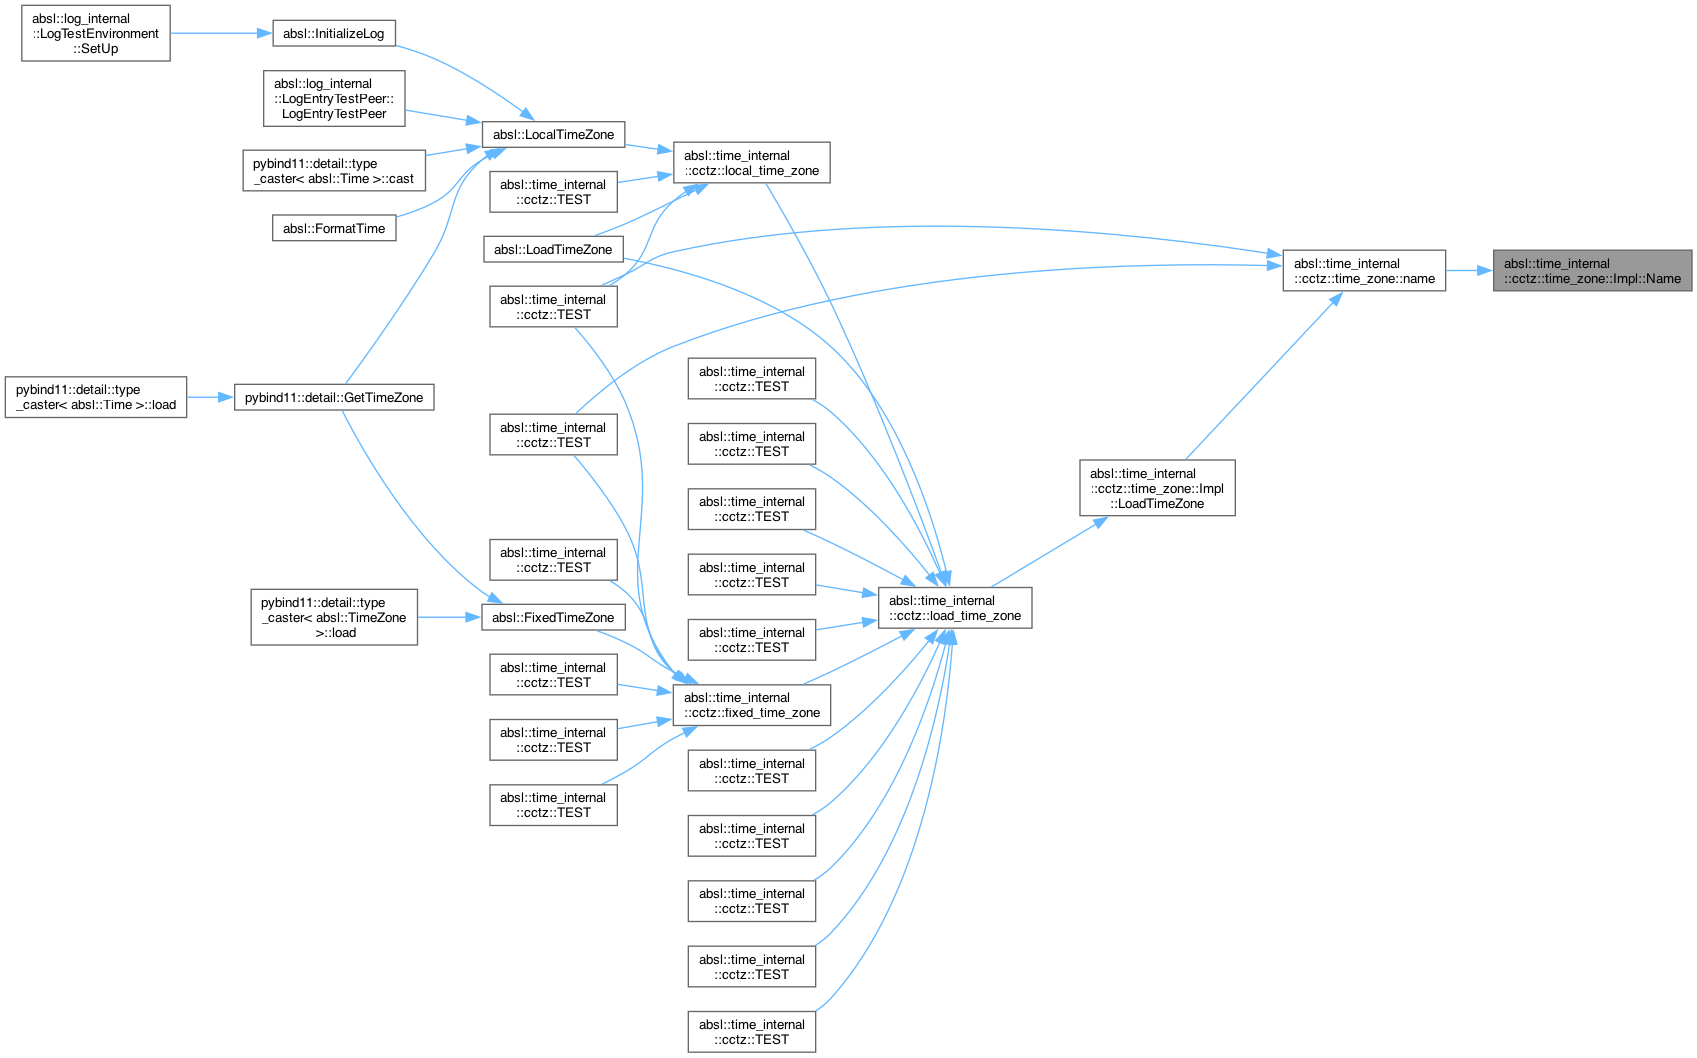 absl::log_internal
::LogTestEnvironment
::SetUp
absl::InitializeLog
absl::log_internal
::LogEntryTestPeer::
LogEntryTestPeer
absl::LocalTimeZone
pybind11::detail::type
_caster< absl::Time >::cast
absl::FormatTime
absl::time_internal
::cctz::local_time_zone
absl::time_internal
::cctz::TEST
absl::LoadTimeZone
absl::time_internal
::cctz::TEST
absl::time_internal
::cctz::time_zone::name
absl::time_internal
::cctz::time_zone::Impl::Name
pybind11::detail::type
_caster< absl::Time >::load
pybind11::detail::GetTimeZone
absl::time_internal
::cctz::TEST
absl::time_internal
::cctz::TEST
absl::time_internal
::cctz::TEST
absl::time_internal
::cctz::TEST
absl::time_internal
::cctz::time_zone::Impl
::LoadTimeZone
absl::time_internal
::cctz::TEST
absl::time_internal
::cctz::TEST
absl::time_internal
::cctz::load_time_zone
pybind11::detail::type
_caster< absl::TimeZone
>::load
absl::FixedTimeZone
absl::time_internal
::cctz::TEST
absl::time_internal
::cctz::TEST
absl::time_internal
::cctz::fixed_time_zone
absl::time_internal
::cctz::TEST
absl::time_internal
::cctz::TEST
absl::time_internal
::cctz::TEST
absl::time_internal
::cctz::TEST
absl::time_internal
::cctz::TEST
absl::time_internal
::cctz::TEST
absl::time_internal
::cctz::TEST